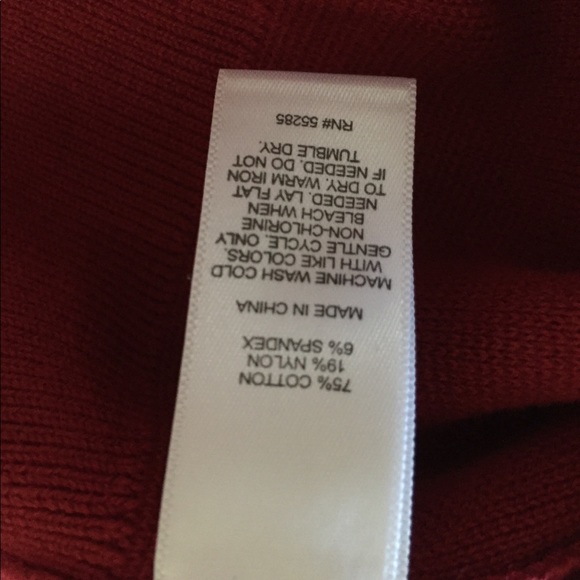 75% COTTON
19% NYLON
6% SPANDEX
MADE IN CHINA
MACHINE WASH COLD
WITH LIKE COLORS.
GENTLE CYCLE. ONLY
NON-CHLORINE
BLEACH WHEN
NEEDED. LAY FLAT
TO DRY. WARM IRON
IF NEEDED. DO NOT
TUMBLE DRY.
RN# 55285